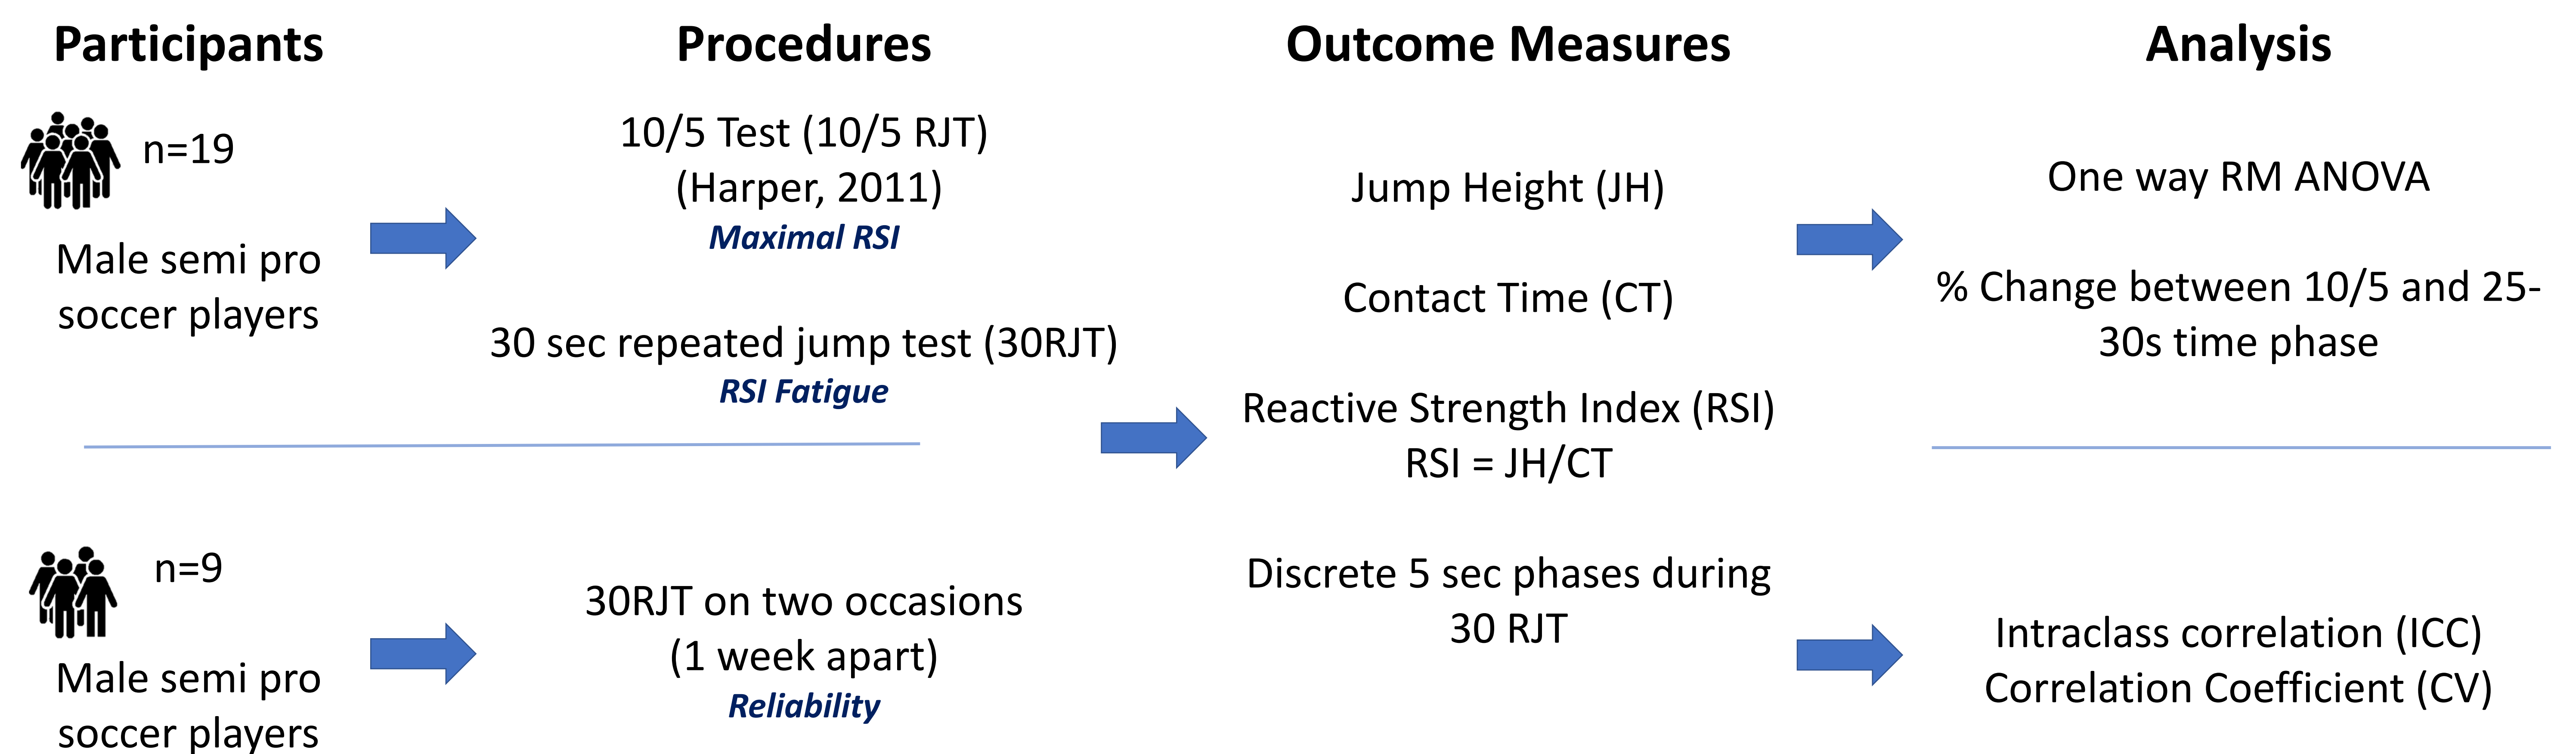 Participants
n=19
Male semi pro
soccer players
n=9
Male semi pro
soccer players
Procedures
10/5 Test (10/5 RJT)
(Harper, 2011)
Maximal RSI
30 sec repeated jump test (30RJT)
RSI Fatigue
30RJT on two occasions
(1 week apart)
Reliability
Outcome Measures
Jump Height (JH)
Contact Time (CT)
Reactive Strength Index (RSI)
RSI = JH/CT
Discrete 5 sec phases during
30 RJT
Analysis
One way RM ANOVA
% Change between 10/5 and 25-
30s time phase
Intraclass correlation (ICC)
Correlation Coefficient (CV)